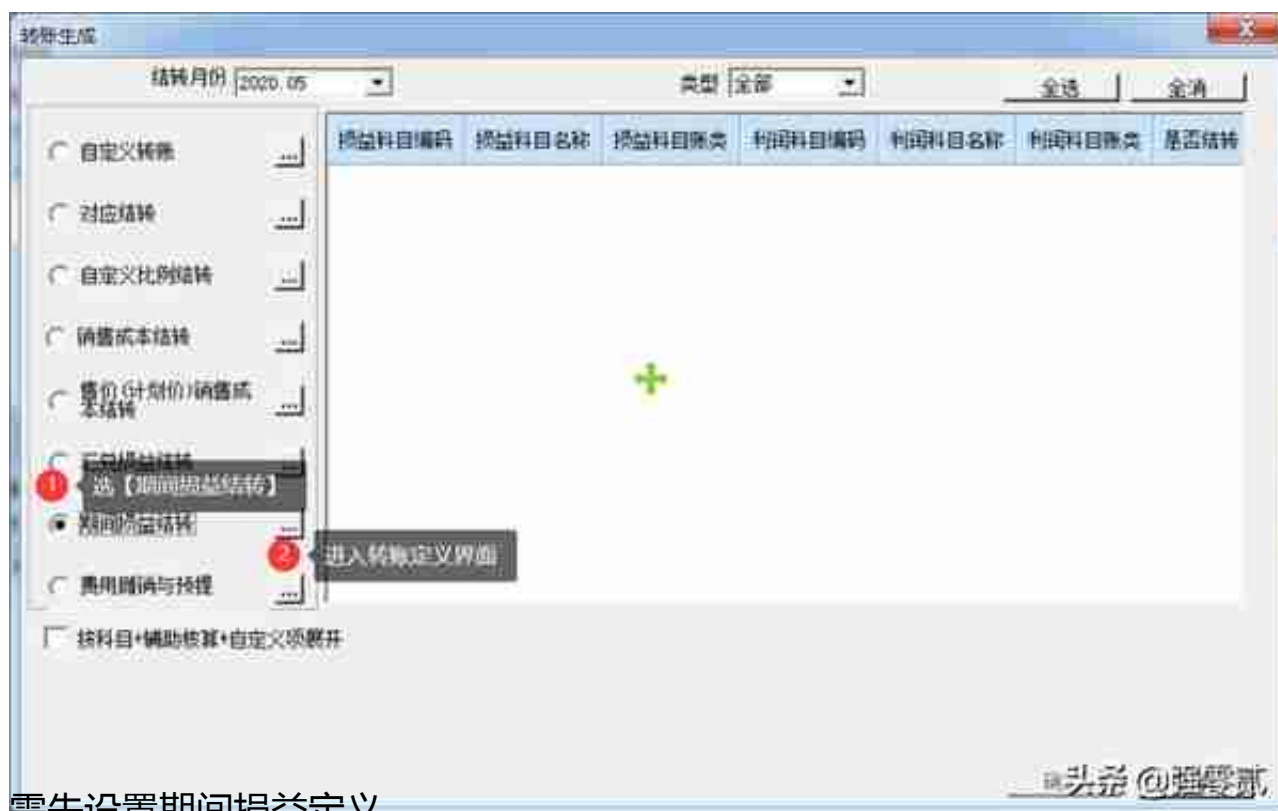 转账生成
结转月份 2020.05 类型 全部 全选 全消
自定义转账 ...
对应结转 ...
自定义比例结转 ...
销售成本结转 ...
售价(计划价)销售成
本结转 ...
汇兑损益结转 ...
1 选【期间损益结转】
期间损益结转 ...
2 进入转账定义界面
费用摊销与预提 ...
损益科目编码 损益科目名称 损益科目账类 利润科目编码 利润科目名称 利润科目账类 是否结转
按科目+辅助核算+自定义项展开
头条
需先设置期间损益定义